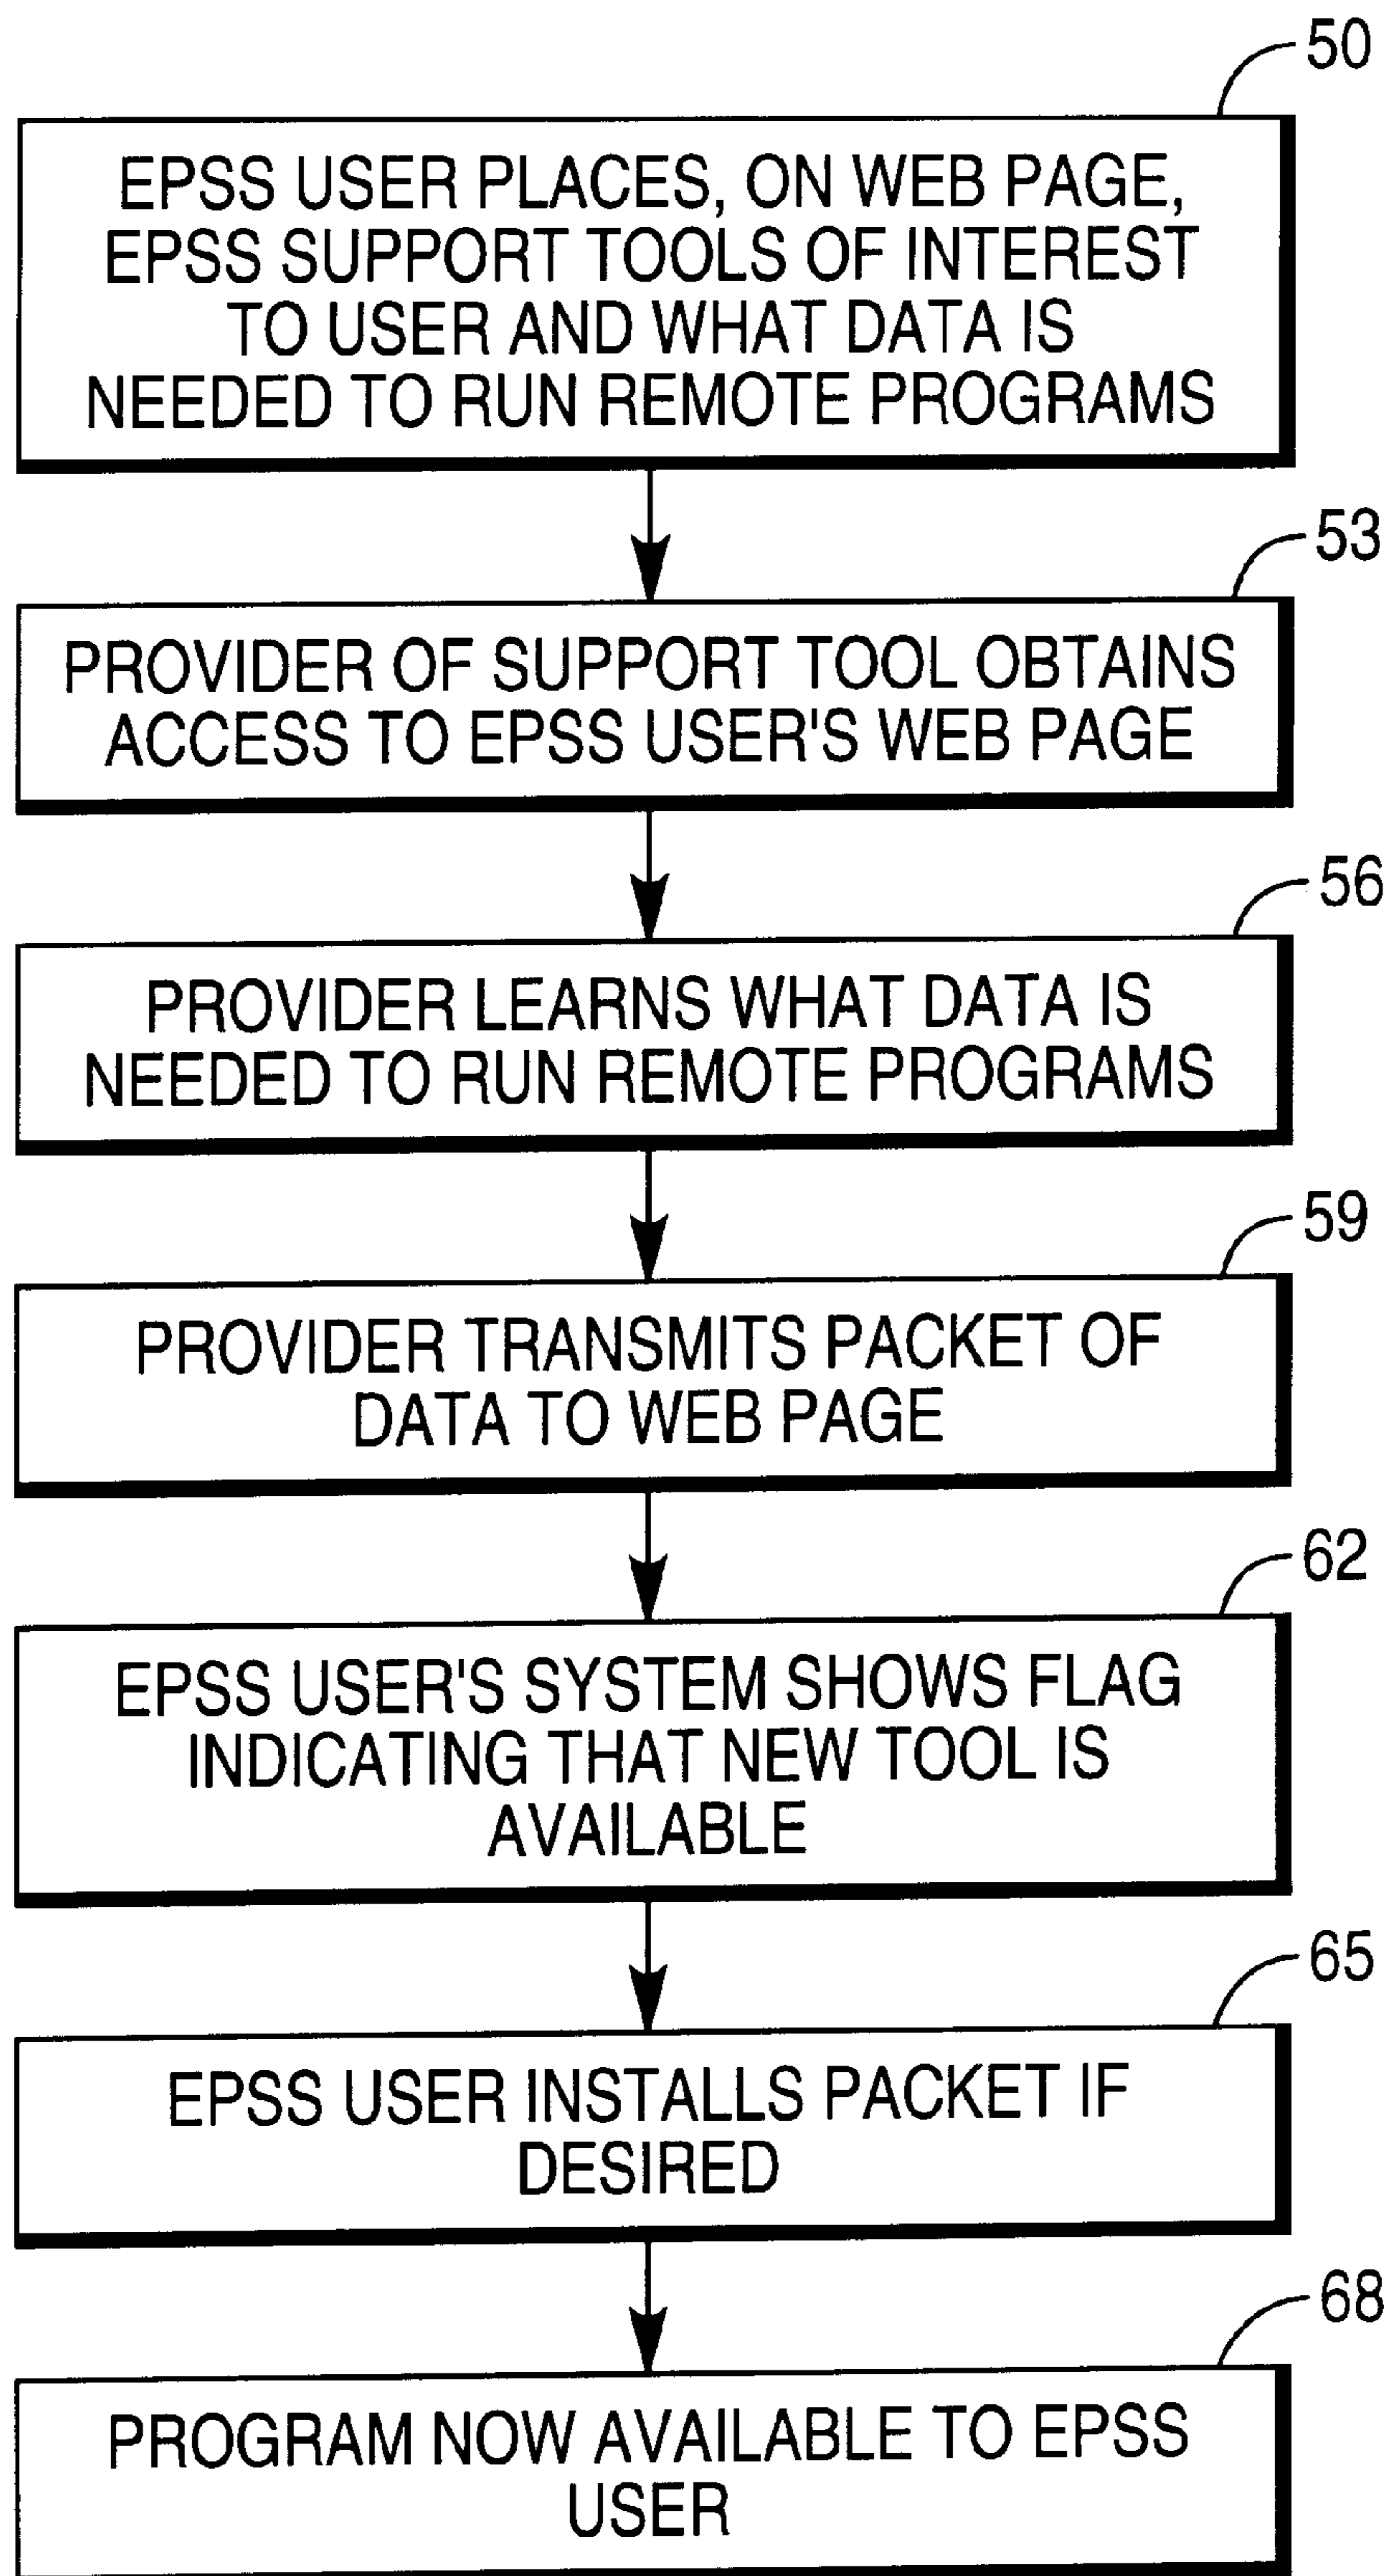 50
EPSS USER PLACES, ON WEB PAGE,
EPSS SUPPORT TOOLS OF INTEREST
TO USER AND WHAT DATA IS
NEEDED TO RUN REMOTE PROGRAMS
53
PROVIDER OF SUPPORT TOOL OBTAINS
ACCESS TO EPSS USER'S WEB PAGE
56
PROVIDER LEARNS WHAT DATA IS
NEEDED TO RUN REMOTE PROGRAMS
59
PROVIDER TRANSMITS PACKET OF
DATA TO WEB PAGE
62
EPSS USER'S SYSTEM SHOWS FLAG
INDICATING THAT NEW TOOL IS
AVAILABLE
65
EPSS USER INSTALLS PACKET IF
DESIRED
68
PROGRAM NOW AVAILABLE TO EPSS
USER